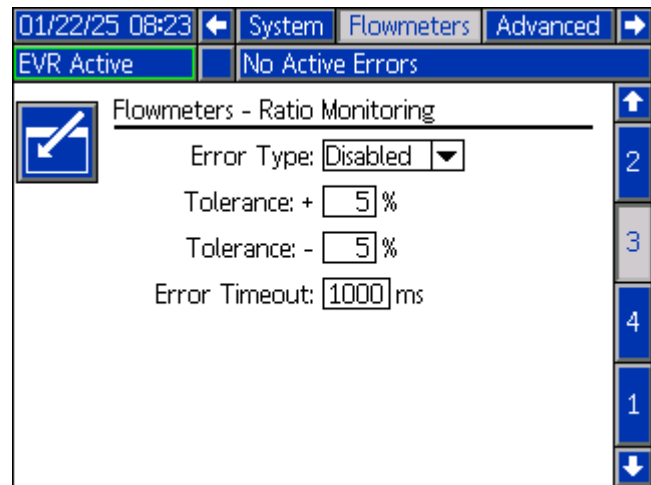 01/22/25 08:23 System Flowmeters Advanced
EVR Active No Active Errors
Flowmeters - Ratio Monitoring
Error Type: Disabled
Tolerance: + 5 %
Tolerance: - 5 %
Error Timeout: 1000 ms
2
3
4
1